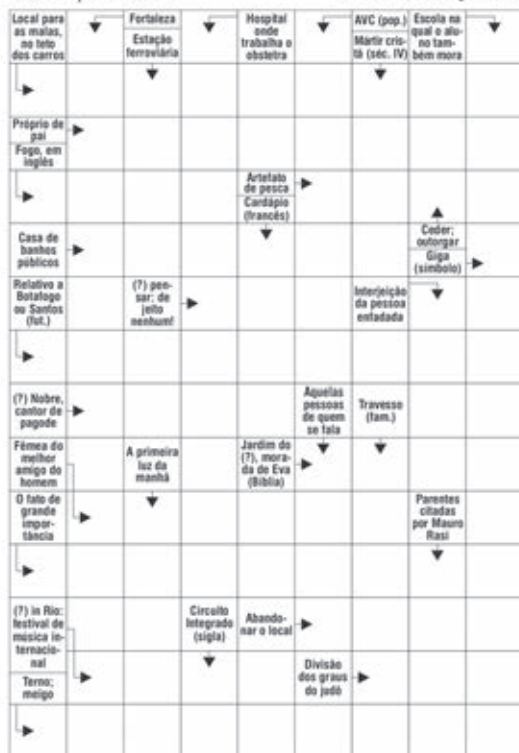 Local para
as malas,
no teto
dos carros
Fortaleza
Estação
ferroviária
Hospital
onde
trabalha o
obstetra
AVC (pop.)
Mártir cris-
tã (séc. IV)
Escola na
qual o alu-
no tam-
bém mora
Próprio de
pai
Fogo, em
inglês
Artefato
de pesca
Cardápio
(francês)
Casa de
banhos
públicos
Ceder;
outorgar
Giga
(símbolo)
Relativo a
Botafogo
ou Santos
(fut.)
(?) pen-
sar: de
jeito
nenhum!
Interjeição
da pessoa
enfadada
(?) Nobre,
cantor de
pagode
Aquelas
pessoas
de quem
se fala
Travesso
(fam.)
Fêmea do
melhor
amigo do
homem
A primeira
luz da
manhã
Jardim do
(?), mora-
da de Eva
(Bíblia)
O fato de
grande
impor-
tância
Parentes
citadas
por Mauro
Rasi
(?) in Rio:
festival de
música in-
ternacio-
nal
Circuito
Integrado
(sigla)
Abando-
nar o local
Terno;
meigo
Divisão
dos graus
do judô